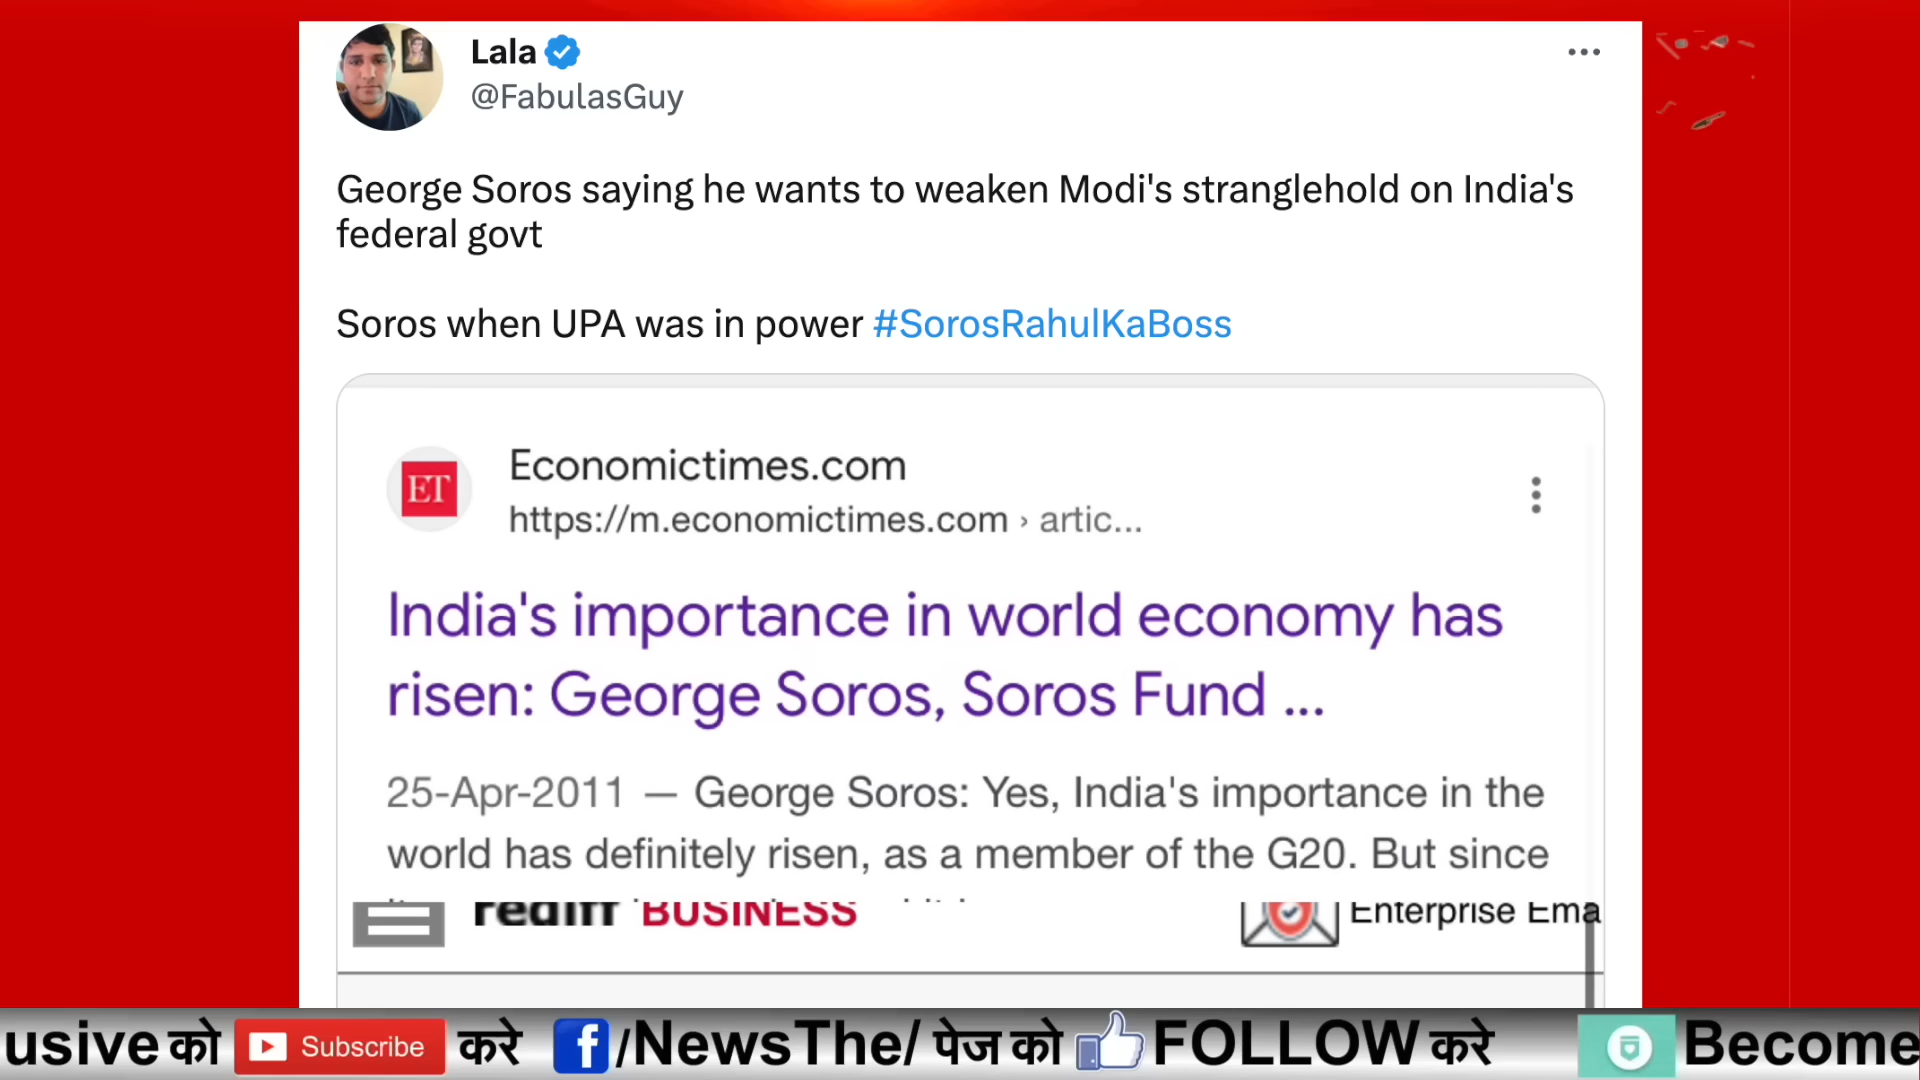 Lala
@FabulasGuy
George Soros saying he wants to weaken Modi's stranglehold on India's
federal govt
Soros when UPA was in power #SorosRahulKaBoss
ET
Economictimes.com
https://m.economictimes.com › artic...
India's importance in world economy has
risen: George Soros, Soros Fund ...
25-Apr-2011 — George Soros: Yes, India's importance in the
world has definitely risen, as a member of the G20. But since
rediff BUSINESS
Enterprise Ema
usive को Subscribe करे f/NewsThe/ पेज को FOLLOW करे Become